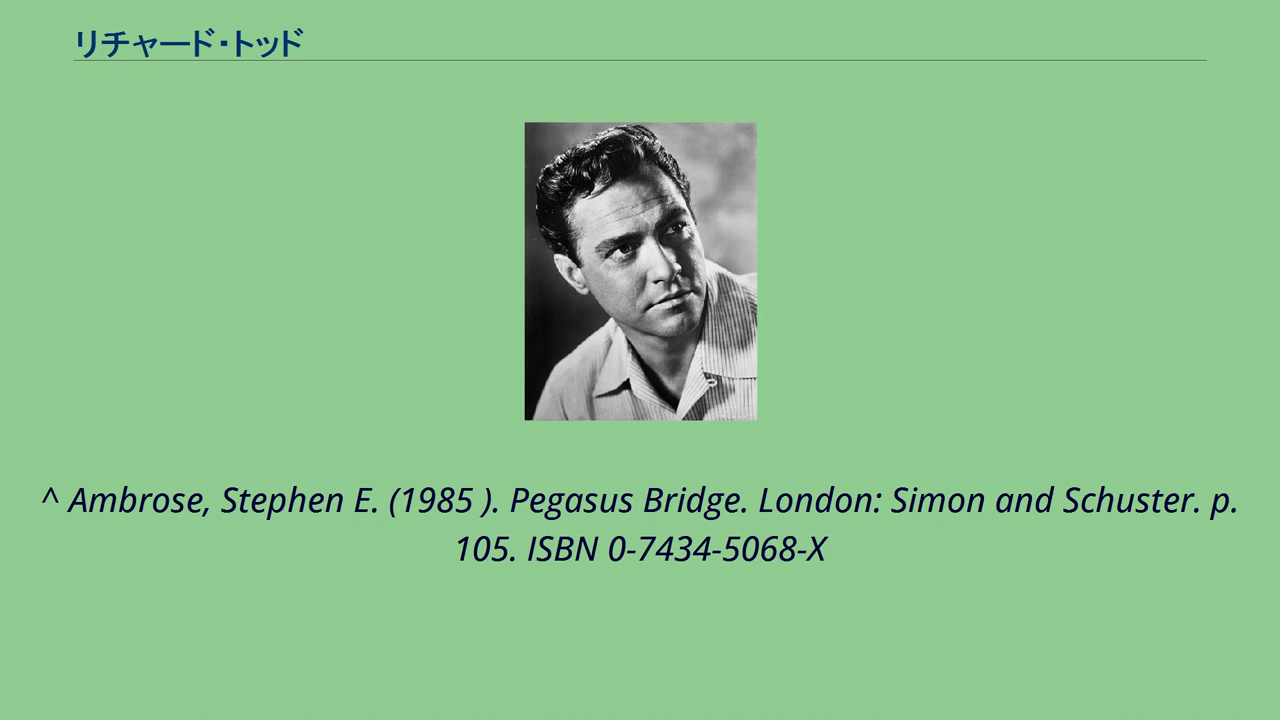 リチャード・トッド
^ Ambrose, Stephen E. (1985 ). Pegasus Bridge. London: Simon and Schuster. p.
105. ISBN 0-7434-5068-X